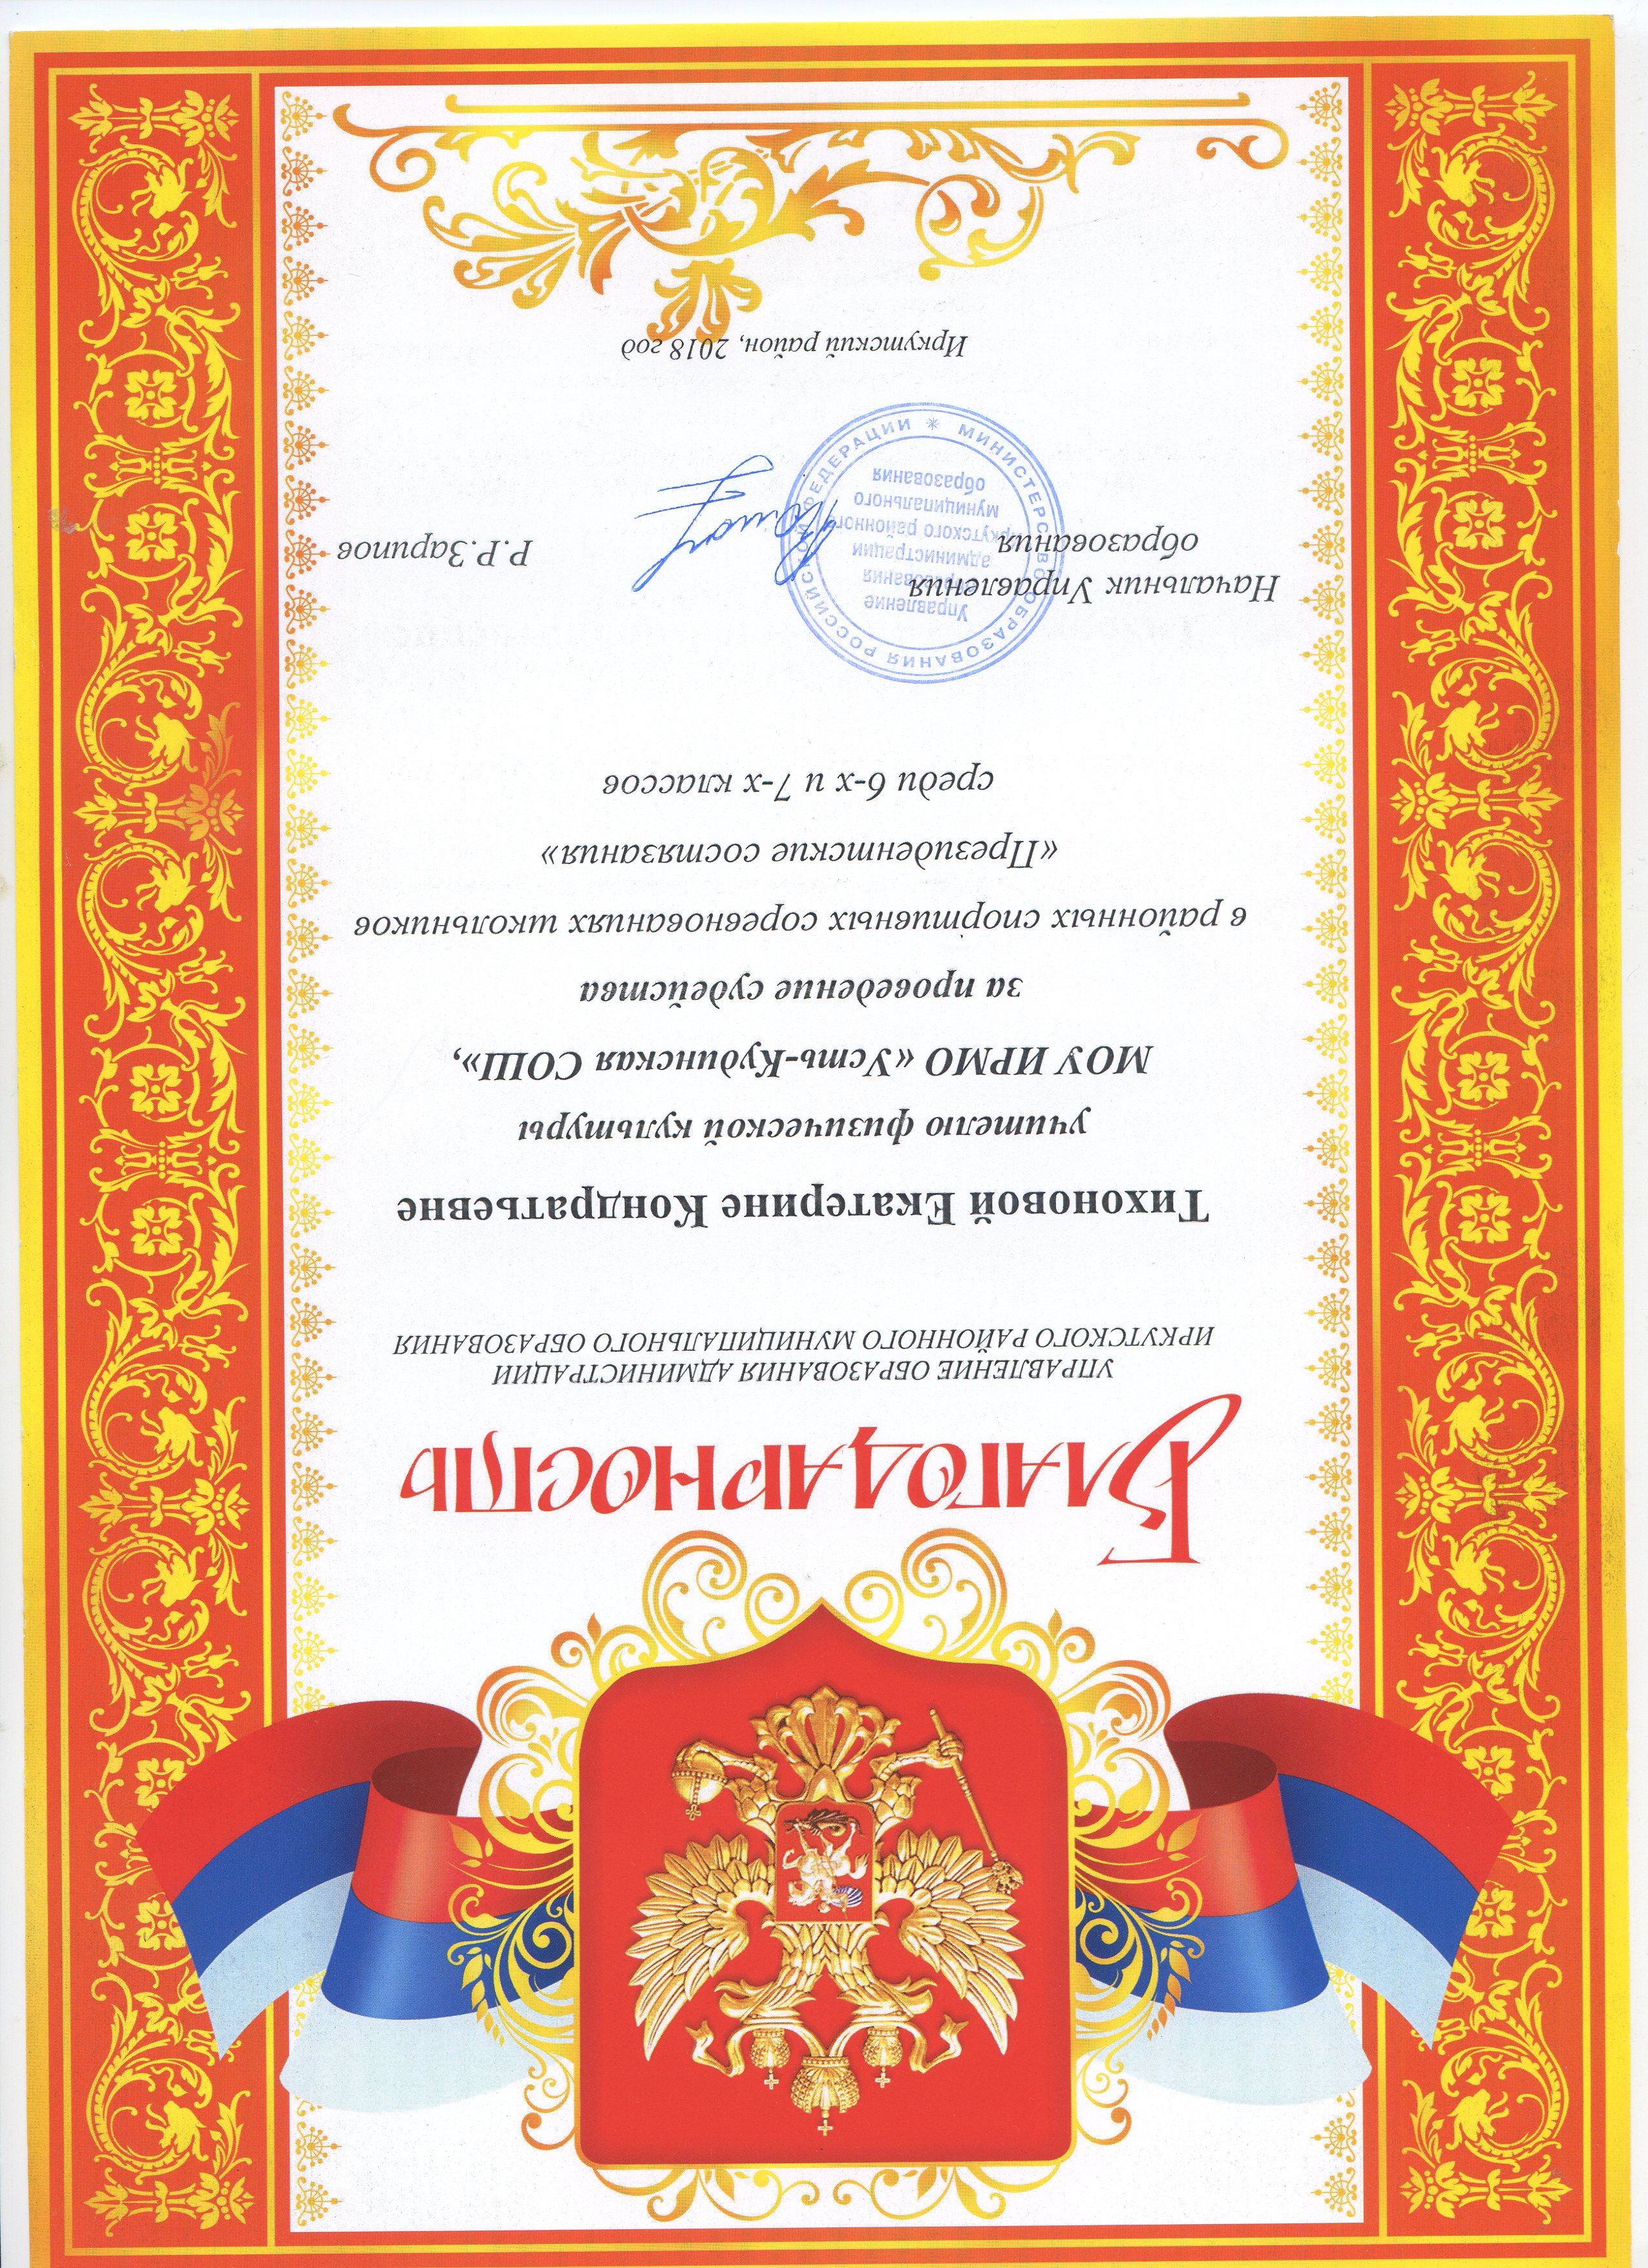 Благодарность
УПРАВЛЕНИЕ ОБРАЗОВАНИЯ АДМИНИСТРАЦИИ
ИРКУТСКОГО РАЙОННОГО МУНИЦИПАЛЬНОГО ОБРАЗОВАНИЯ
Тихоновой Екатерине Кондратьевне
учителю физической культуры
МОУ ИРМО «Усть-Кудинская СОШ»,
за проведение судейства
в районных спортивных соревнованиях школьников
«Президентские состязания»
среди 6-х и 7-х классов
Начальник Управления
образования
МИНИСТЕРСТВО ОБРАЗОВАНИЯ РОССИЙСКОЙ ФЕДЕРАЦИИ *
Управление
образования
администрации
Иркутского районного
муниципального
образования
Р.Р.Зарипов
Иркутский район, 2018 год